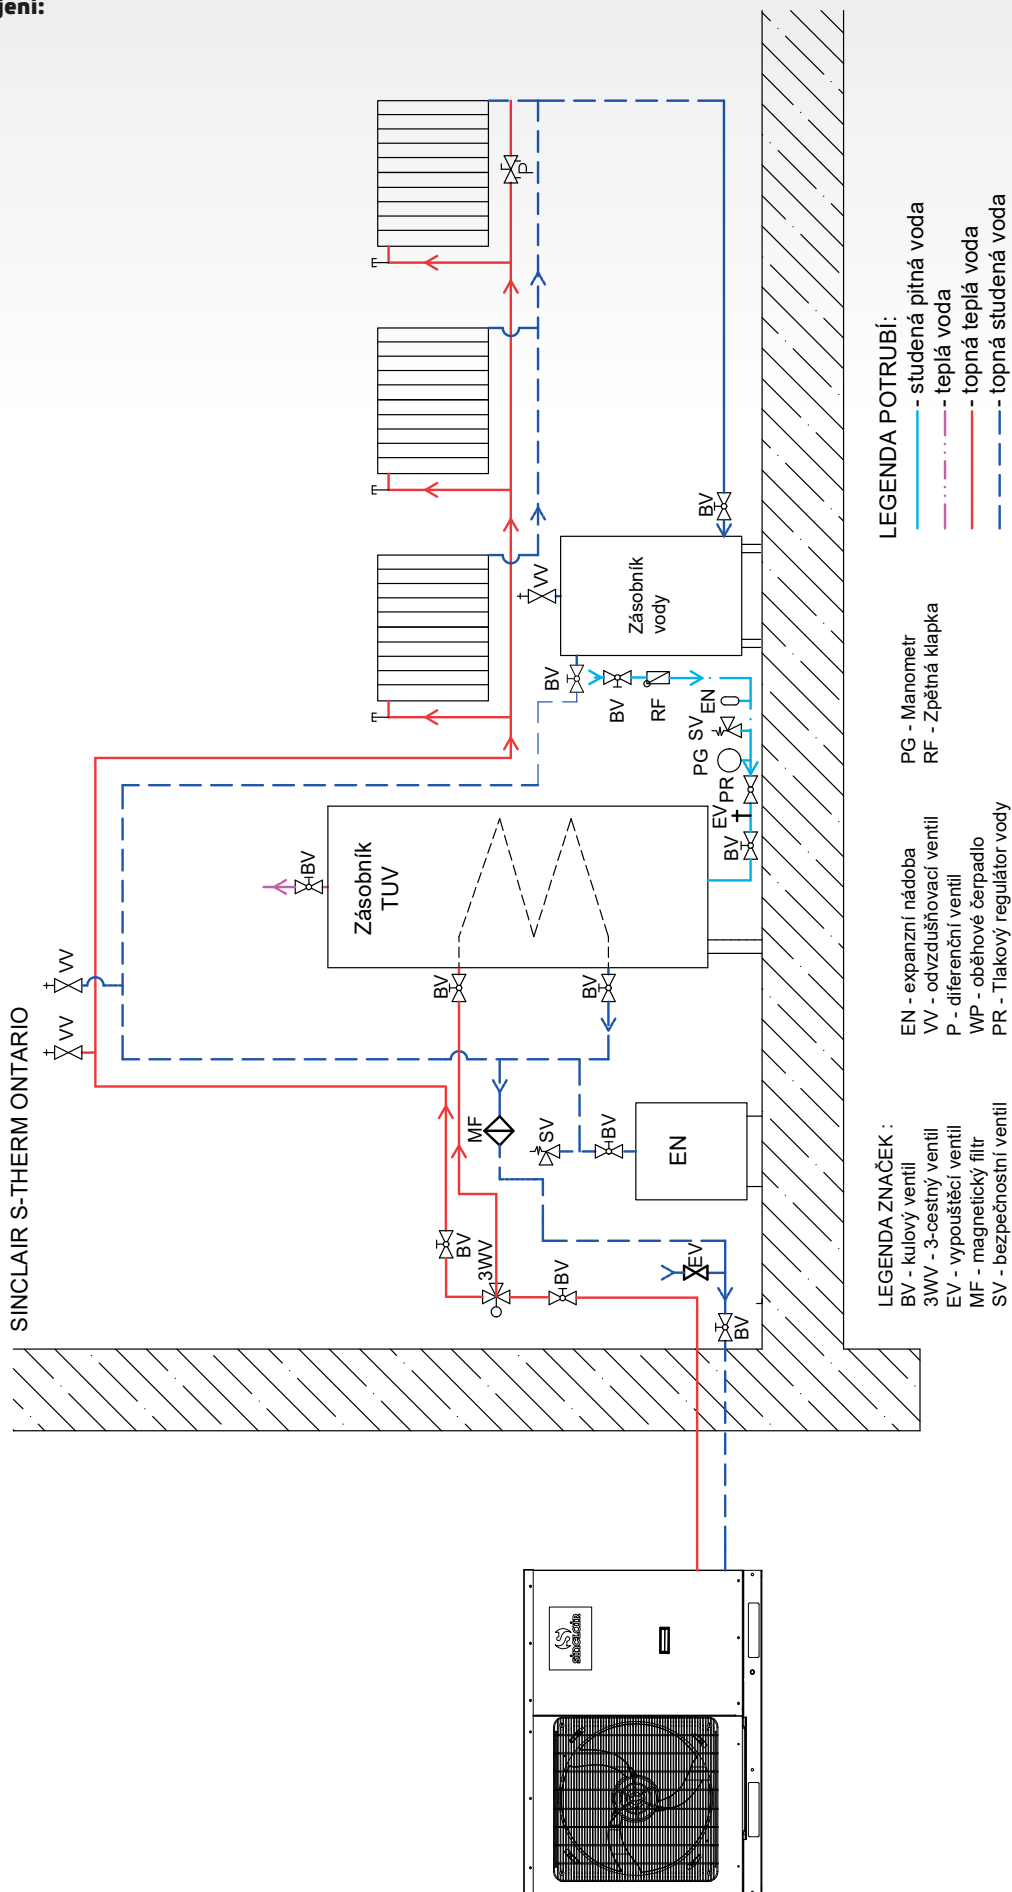 jení:
SINCLAIR S-THERM ONTARIO
VV
VV
P
BV
Zásobník
TUV
BV
BV
BV
VV
Zásobník
vody
BV
BV
RF
EN
SV
PG
PR
EV
BV
MF
SV
BV
EN
BV
3WV
BV
EV
BV
sinclair
LEGENDA ZNAČEK :
BV - kulový ventil
3WV - 3-cestný ventil
EV - vypouštěcí ventil
MF - magnetický filtr
SV - bezpečnostní ventil
EN - expanzní nádoba
VV - odvzdušňovací ventil
P - diferenční ventil
WP - oběhové čerpadlo
PR - Tlakový regulátor vody
PG - Manometr
RF - Zpětná klapka
LEGENDA POTRUBÍ:
- studená pitná voda
- teplá voda
- topná teplá voda
- topná studená voda